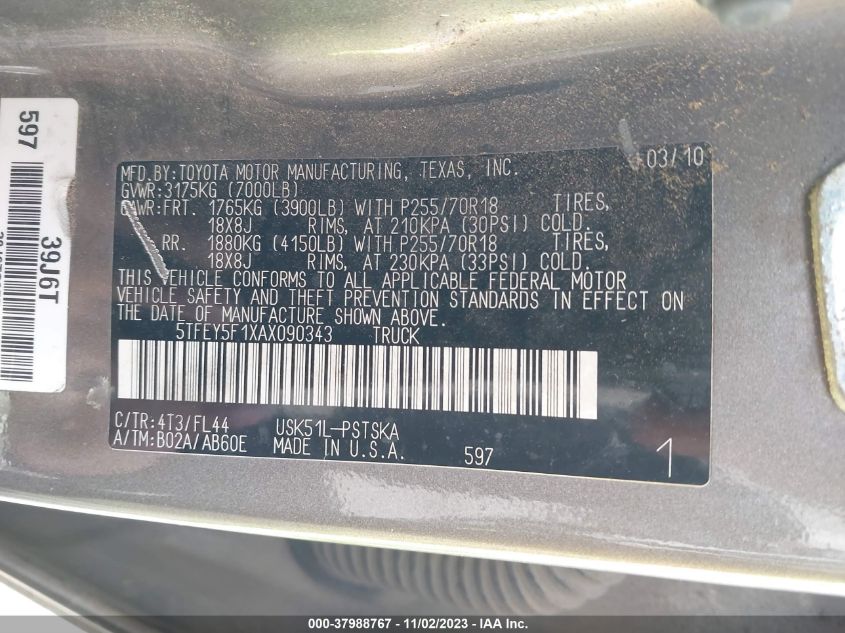 597
39J6T
MFD.BY:TOYOTA MOTOR MANUFACTURING, TEXAS, INC. 03/10
GVWR:3175KG (7000LB)
GAWR:FRT. 1765KG (3900LB) WITH P255/70R18 TIRES,
18X8J RIMS, AT 210KPA (30PSI) COLD.
RR. 1880KG (4150LB) WITH P255/70R18 TIRES,
18X8J RIMS, AT 230KPA (33PSI) COLD.
THIS VEHICLE CONFORMS TO ALL APPLICABLE FEDERAL MOTOR
VEHICLE SAFETY AND THEFT PREVENTION STANDARDS IN EFFECT ON
THE DATE OF MANUFACTURE SHOWN ABOVE.
5TFEY5F1XAX090343 TRUCK
C/TR:4T3/FL44 USK51L-PSTSKA
A/TM:B02A/AB60E MADE IN U.S.A. 597 1
000-37988767 - 11/02/2023 - IAAI - Copart Inc.